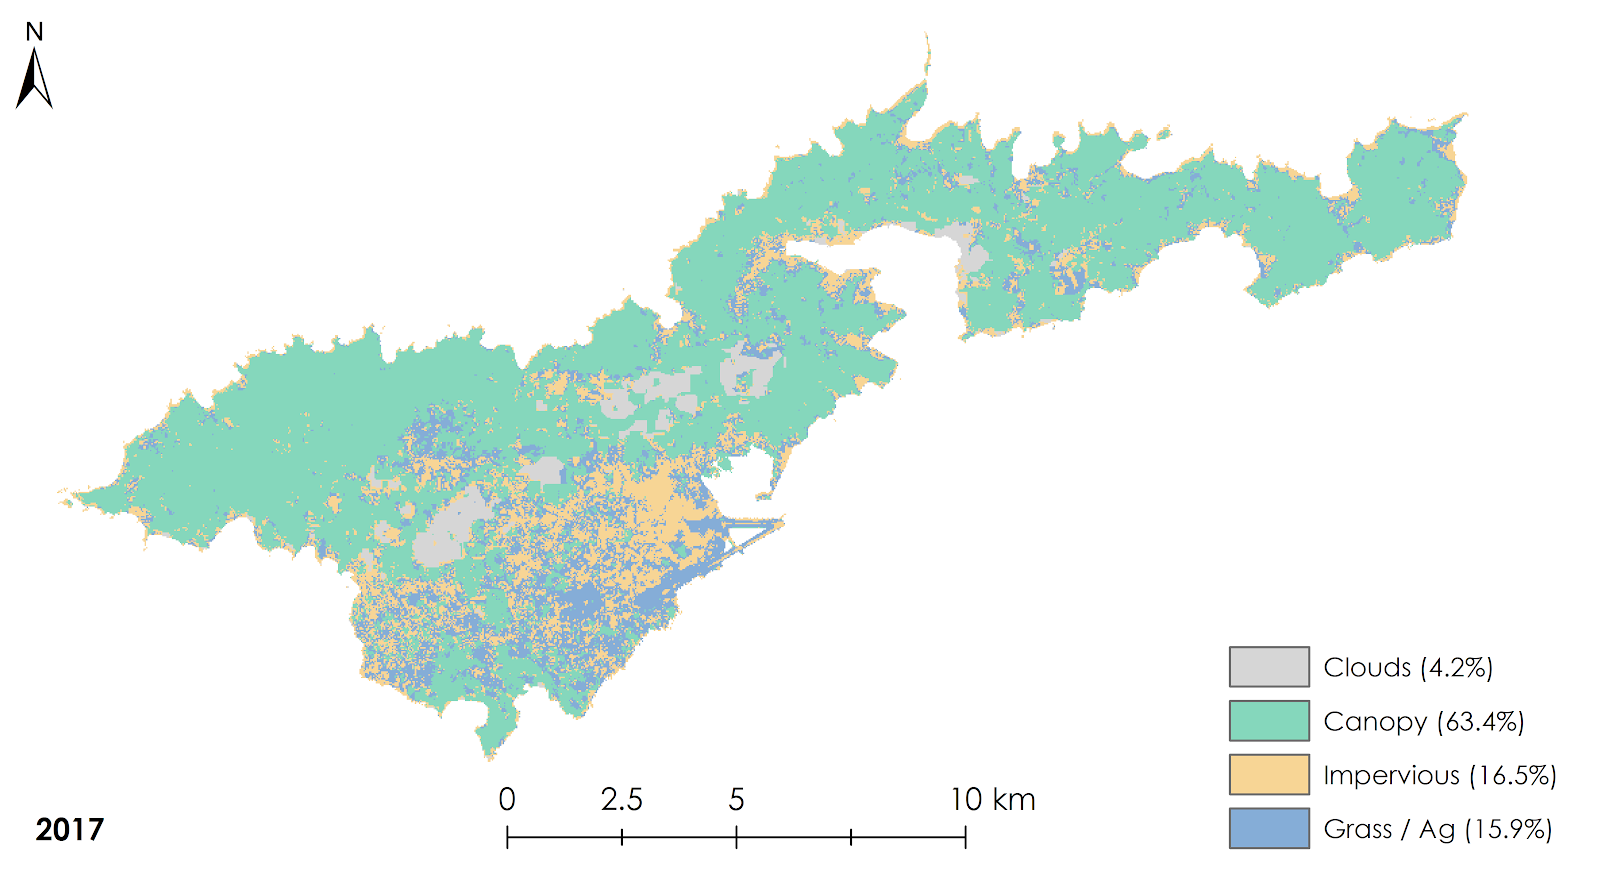 N
Clouds (4.2%)
Canopy (63.4%)
Impervious (16.5%)
Grass / Ag (15.9%)
0 2.5 5 10 km
2017